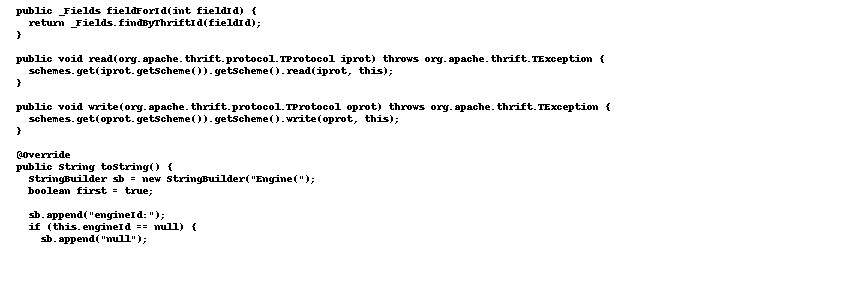 public _Fields fieldForId(int fieldId) {
  return _Fields.findByThriftId(fieldId);
}

public void read(org.apache.thrift.protocol.TProtocol iprot) throws org.apache.thrift.TException {
  schemes.get(iprot.getScheme()).getScheme().read(iprot, this);
}

public void write(org.apache.thrift.protocol.TProtocol oprot) throws org.apache.thrift.TException {
  schemes.get(oprot.getScheme()).getScheme().write(oprot, this);
}

@Override
public String toString() {
  StringBuilder sb = new StringBuilder("Engine(");
  boolean first = true;

  sb.append("engineId:");
  if (this.engineId == null) {
    sb.append("null");